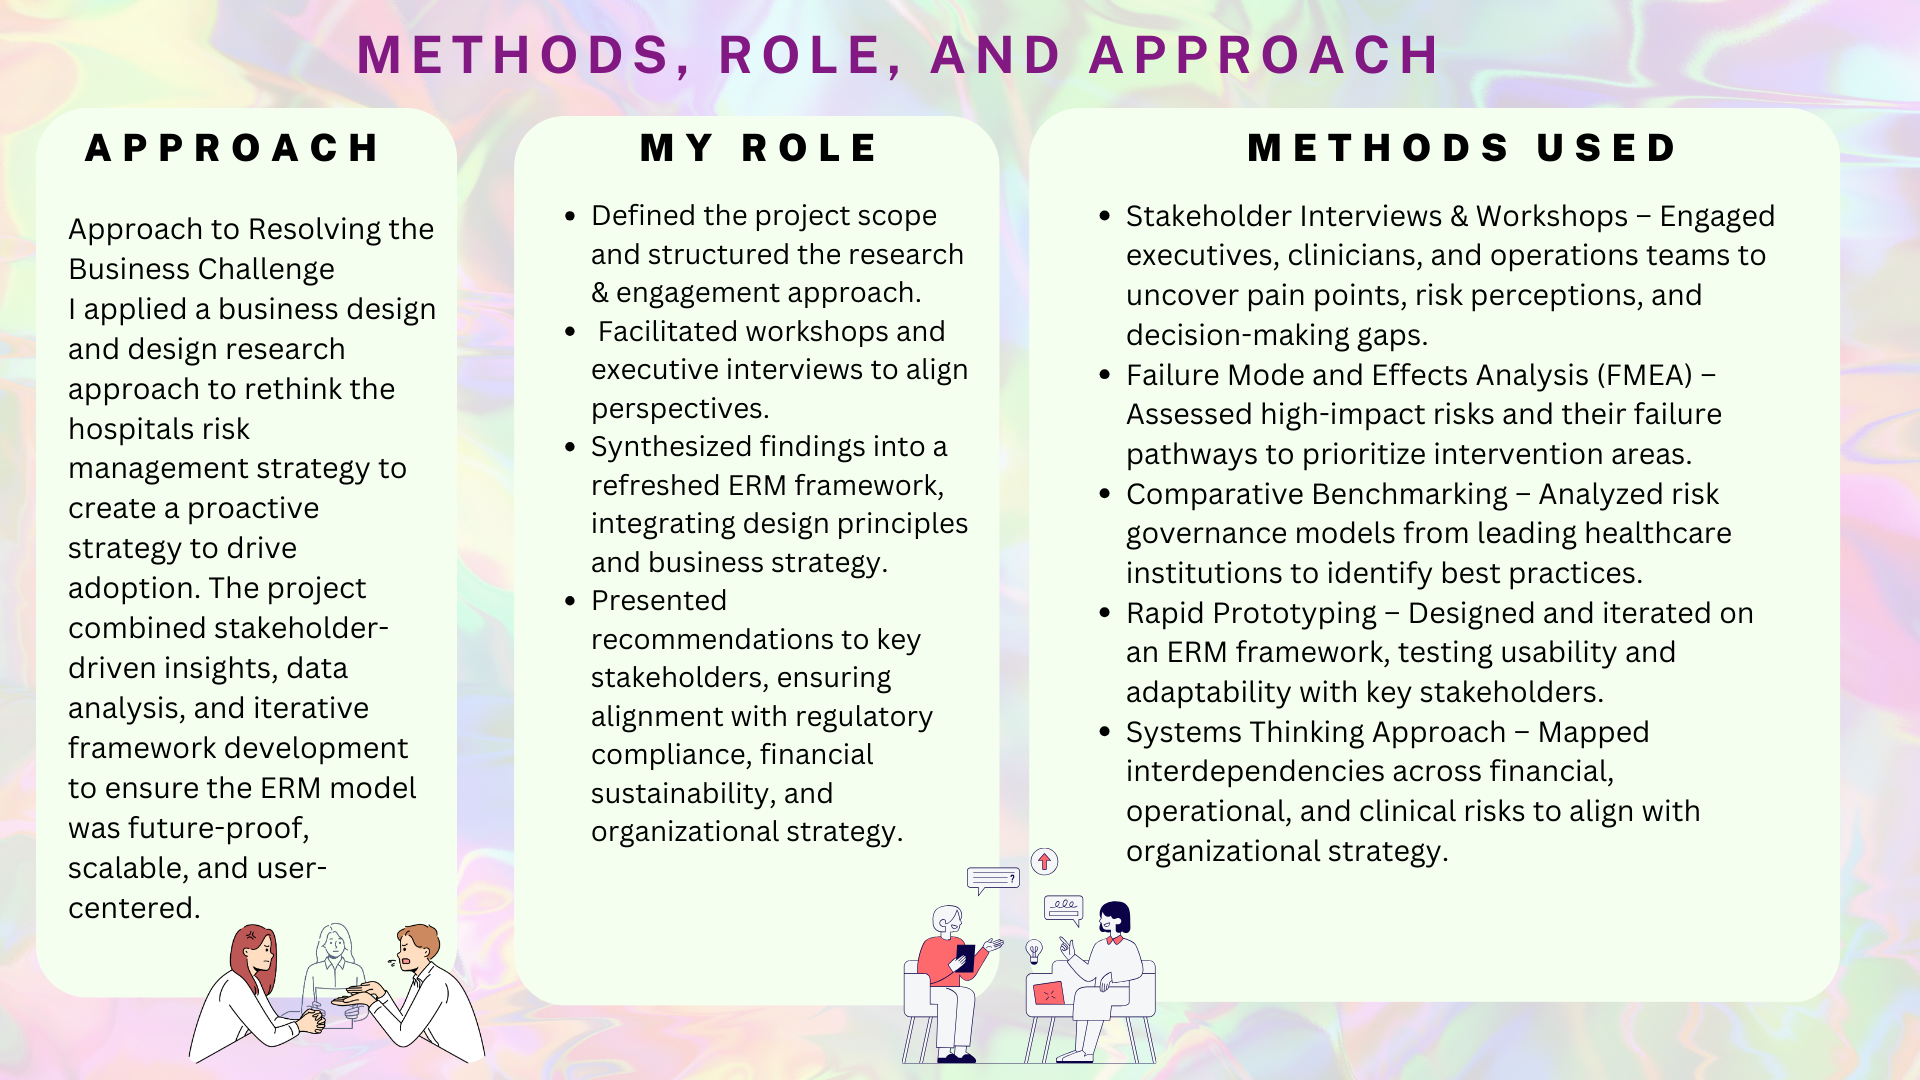 METHODS, ROLE, AND APPROACH
APPROACH
Approach to Resolving the
Business Challenge
I applied a business design
and design research
approach to rethink the
hospitals risk
management strategy to
create a proactive
strategy to drive
adoption. The project
combined stakeholder-
driven insights, data
analysis, and iterative
framework development
to ensure the ERM model
was future-proof,
scalable, and user-
centered.
MY ROLE
• Defined the project scope
and structured the research
& engagement approach.
• Facilitated workshops and
executive interviews to align
perspectives.
• Synthesized findings into a
refreshed ERM framework,
integrating design principles
and business strategy.
• Presented
recommendations to key
stakeholders, ensuring
alignment with regulatory
compliance, financial
sustainability, and
organizational strategy.
METHODS USED
• Stakeholder Interviews & Workshops – Engaged
executives, clinicians, and operations teams to
uncover pain points, risk perceptions, and
decision-making gaps.
• Failure Mode and Effects Analysis (FMEA) –
Assessed high-impact risks and their failure
pathways to prioritize intervention areas.
• Comparative Benchmarking – Analyzed risk
governance models from leading healthcare
institutions to identify best practices.
• Rapid Prototyping – Designed and iterated on
an ERM framework, testing usability and
adaptability with key stakeholders.
• Systems Thinking Approach – Mapped
interdependencies across financial,
operational, and clinical risks to align with
organizational strategy.
?